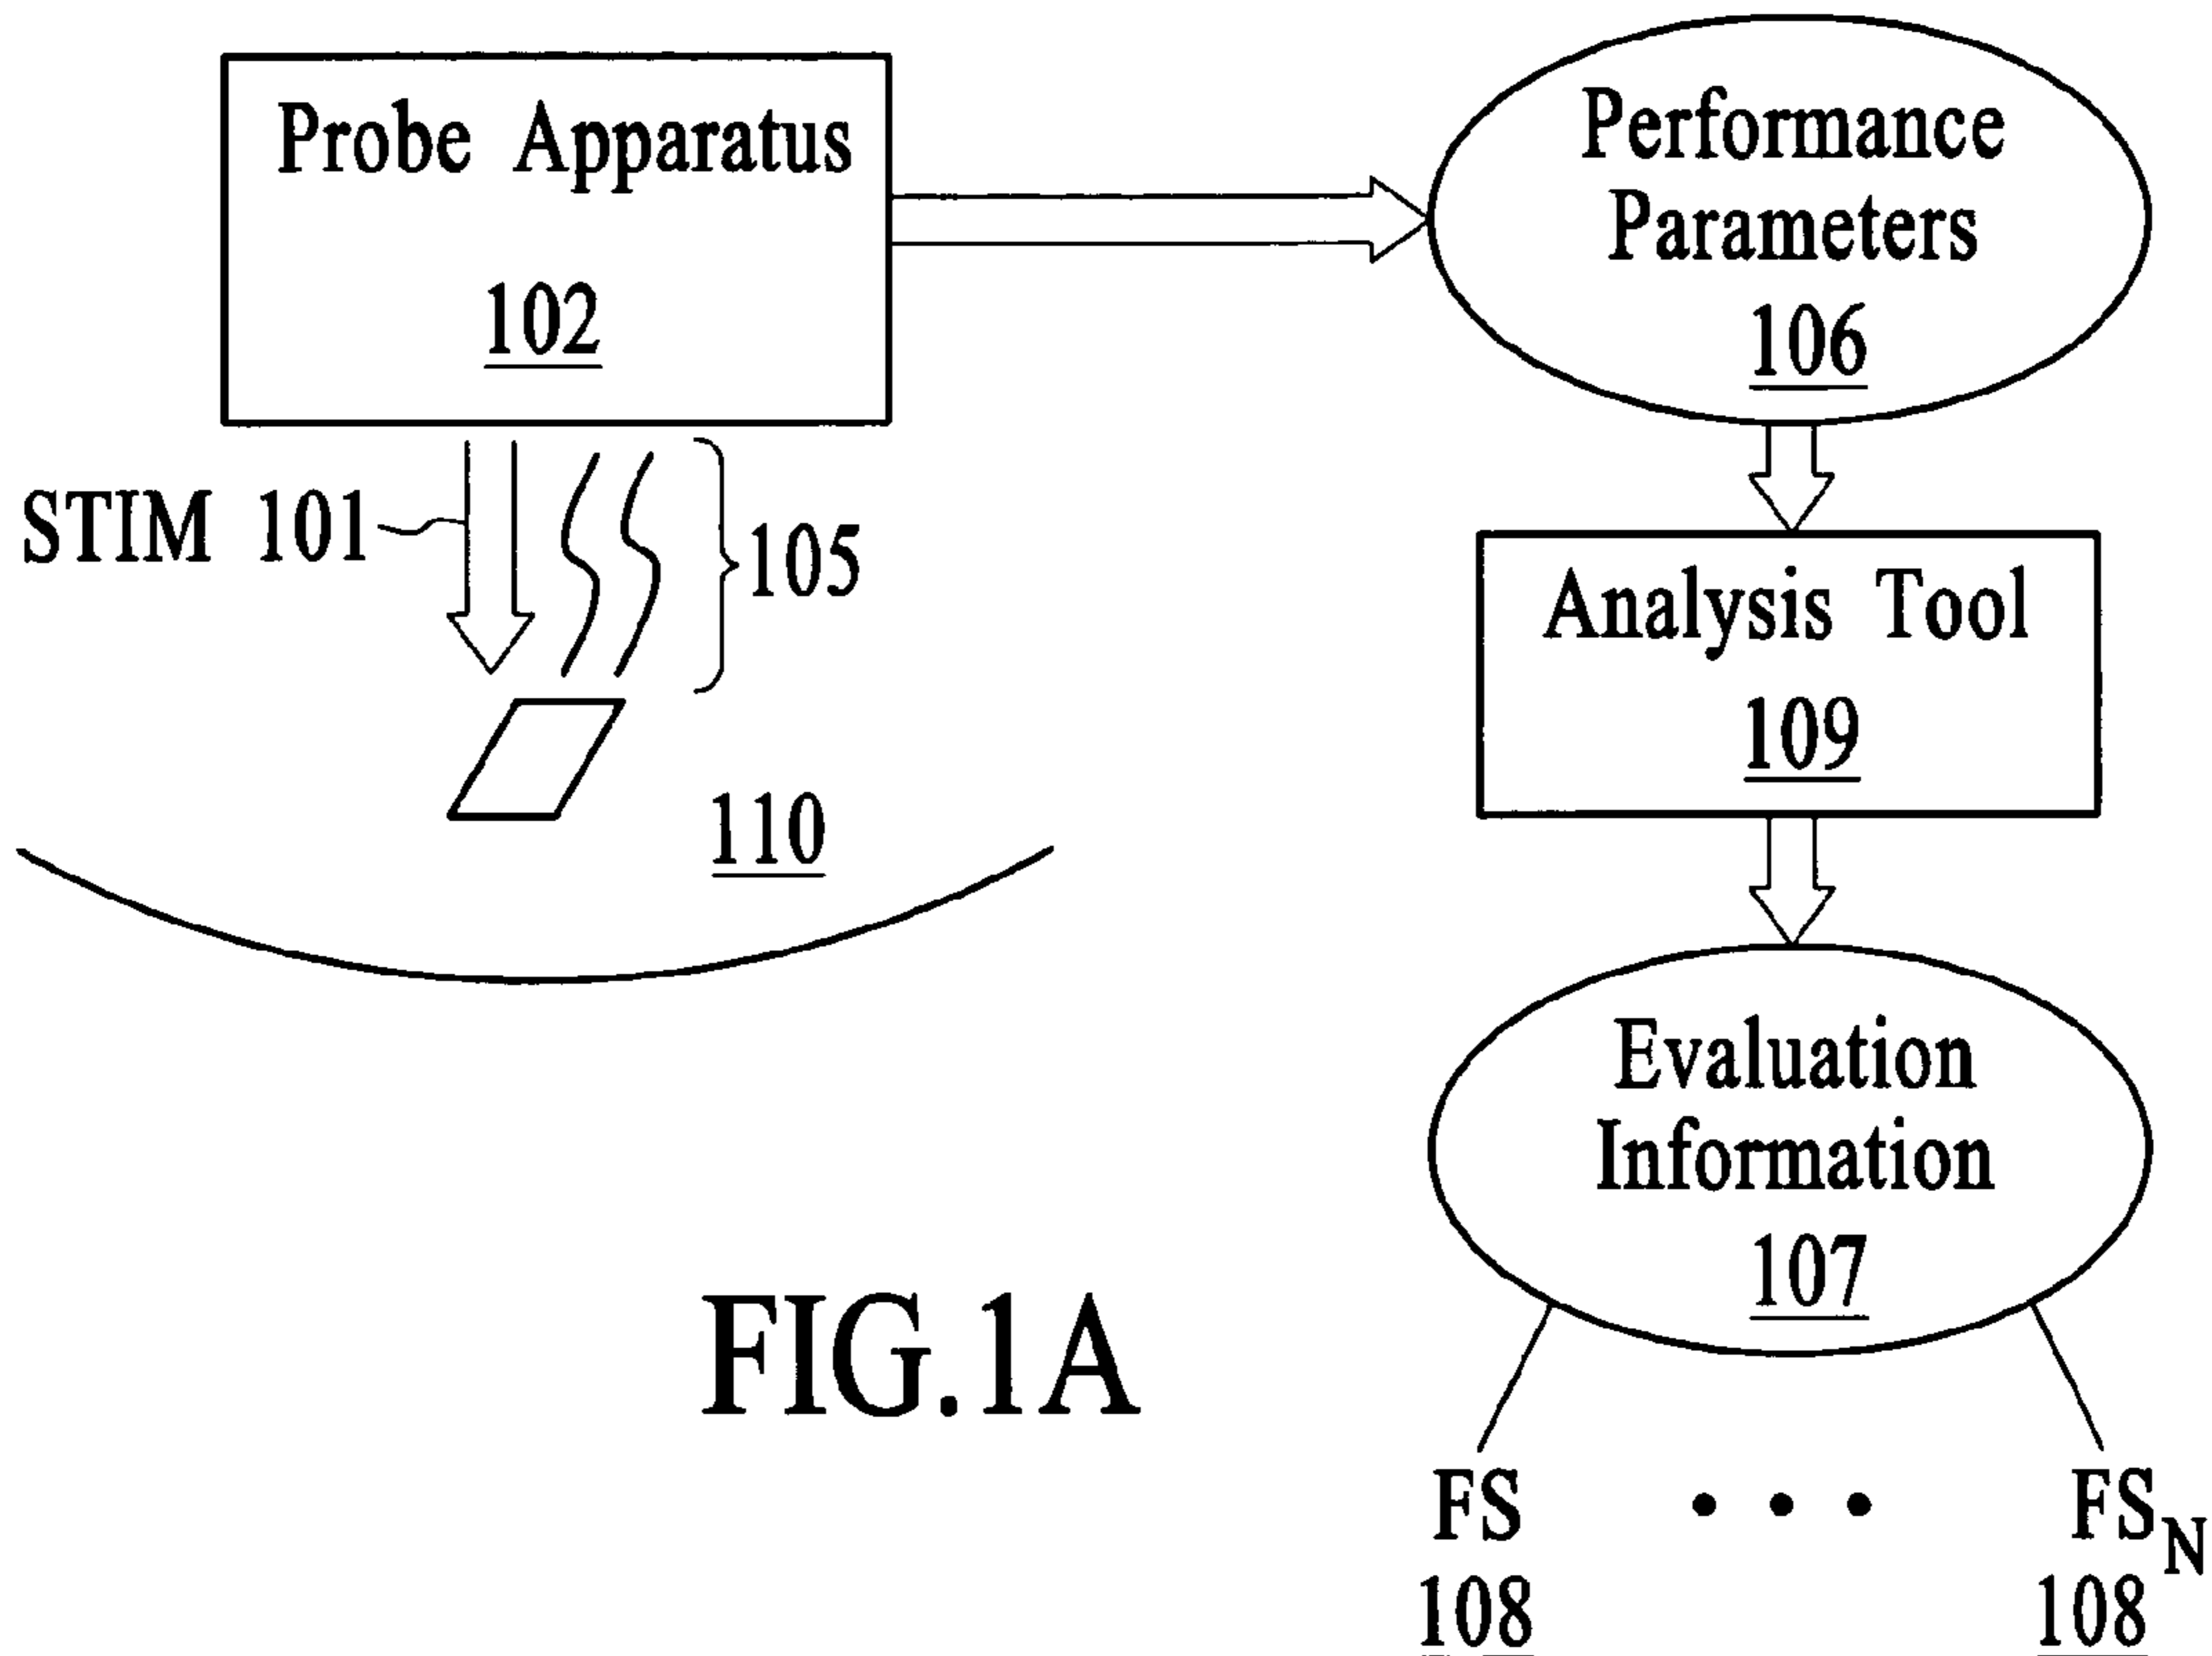 Probe Apparatus
102
STIM 101
105
110
Performance
Parameters
106
Analysis Tool
109
Evaluation
Information
107
FS • • • FSN
108 108
FIG.1A